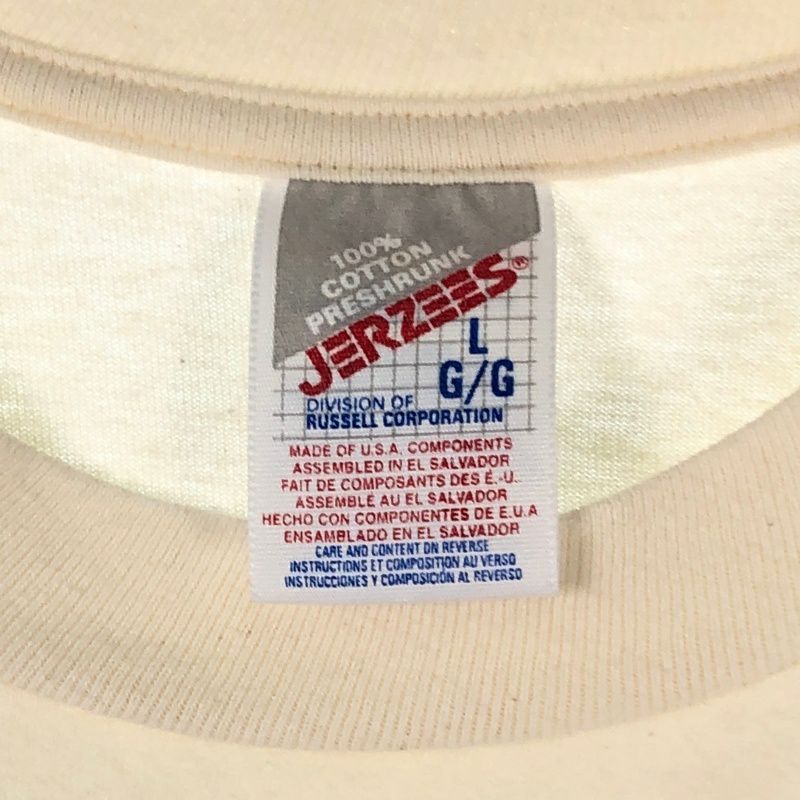 100%
COTTON
PRESHRUNK
JERZEES®
L
G/G
DIVISION OF
RUSSELL CORPORATION
MADE OF U.S.A. COMPONENTS
ASSEMBLED IN EL SALVADOR
FAIT DE COMPOSANTS DES É.-U.
ASSEMBLÉ AU EL SALVADOR
HECHO CON COMPONENTES DE E.U.A
ENSAMBLADO EN EL SALVADOR
CARE AND CONTENT ON REVERSE
INSTRUCTIONS ET COMPOSITION AU VERSO
INSTRUCCIONES Y COMPOSICIÓN AL REVERSO